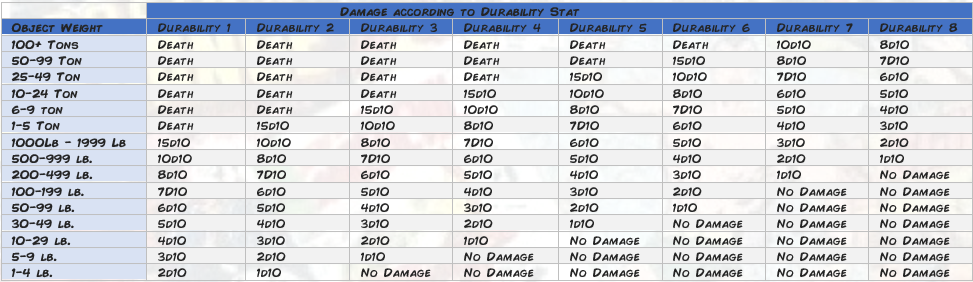 Damage according to Durability Stat
Object Weight Durability 1 Durability 2 Durability 3 Durability 4 Durability 5 Durability 6 Durability 7 Durability 8
100+ Tons Death Death Death Death Death Death 10d10 8d10
50-99 Ton Death Death Death Death Death 15d10 8d10 7d10
25-49 Ton Death Death Death Death 15d10 10d10 7d10 6d10
10-24 Ton Death Death Death 15d10 10d10 8d10 6d10 5d10
6-9 ton Death Death 15d10 10d10 8d10 7d10 5d10 4d10
1-5 Ton Death 15d10 10d10 8d10 7d10 6d10 4d10 3d10
1000Lb - 1999 Lb 15d10 10d10 8d10 7d10 6d10 5d10 3d10 2d10
500-999 lb. 10d10 8d10 7d10 6d10 5d10 4d10 2d10 1d10
200-499 lb. 8d10 7d10 6d10 5d10 4d10 3d10 1d10 No Damage
100-199 lb. 7d10 6d10 5d10 4d10 3d10 2d10 No Damage No Damage
50-99 lb. 6d10 5d10 4d10 3d10 2d10 1d10 No Damage No Damage
30-49 lb. 5d10 4d10 3d10 2d10 1d10 No Damage No Damage No Damage
10-29 lb. 4d10 3d10 2d10 1d10 No Damage No Damage No Damage No Damage
5-9 lb. 3d10 2d10 1d10 No Damage No Damage No Damage No Damage No Damage
1-4 lb. 2d10 1d10 No Damage No Damage No Damage No Damage No Damage No Damage